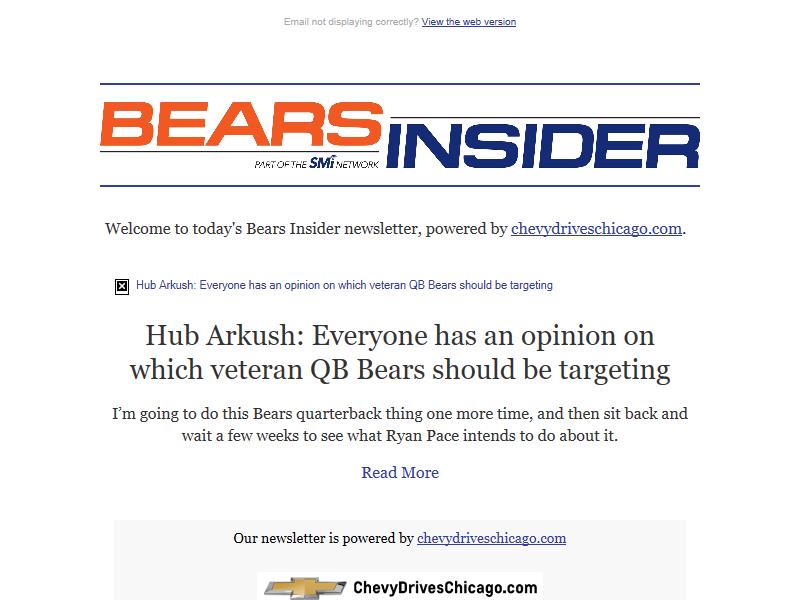 Email not displaying correctly? View the web version
BEARS
INSIDER
PART OF THE SMi NETWORK
Welcome to today's Bears Insider newsletter, powered by chevydriveschicago.com.
Hub Arkush: Everyone has an opinion on which veteran QB Bears should be targeting
Hub Arkush: Everyone has an opinion on
which veteran QB Bears should be targeting
I’m going to do this Bears quarterback thing one more time, and then sit back and
wait a few weeks to see what Ryan Pace intends to do about it.
Read More
Our newsletter is powered by chevydriveschicago.com
ChevyDrivesChicago.com